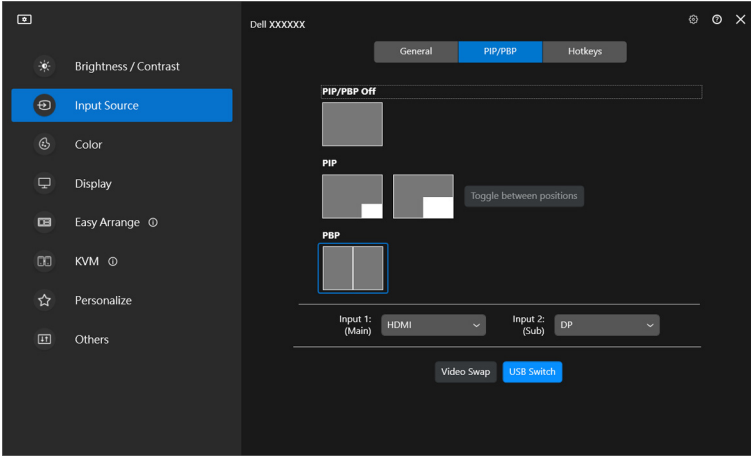 Dell XXXXXX
General
PIP/PBP
Hotkeys
Brightness / Contrast
Input Source
Color
Display
Easy Arrange
KVM
Personalize
Others
PIP/PBP Off
PIP
Toggle between positions
PBP
Input 1:
(Main)
HDMI
Input 2:
(Sub)
DP
Video Swap
USB Switch